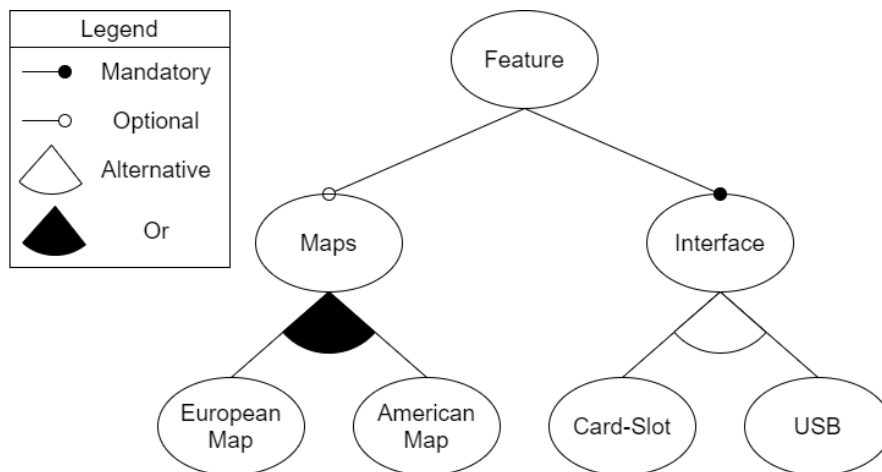 Legend
Mandatory
Optional
Alternative
Or
Feature
Maps
Interface
European
Map
American
Map
Card-Slot
USB